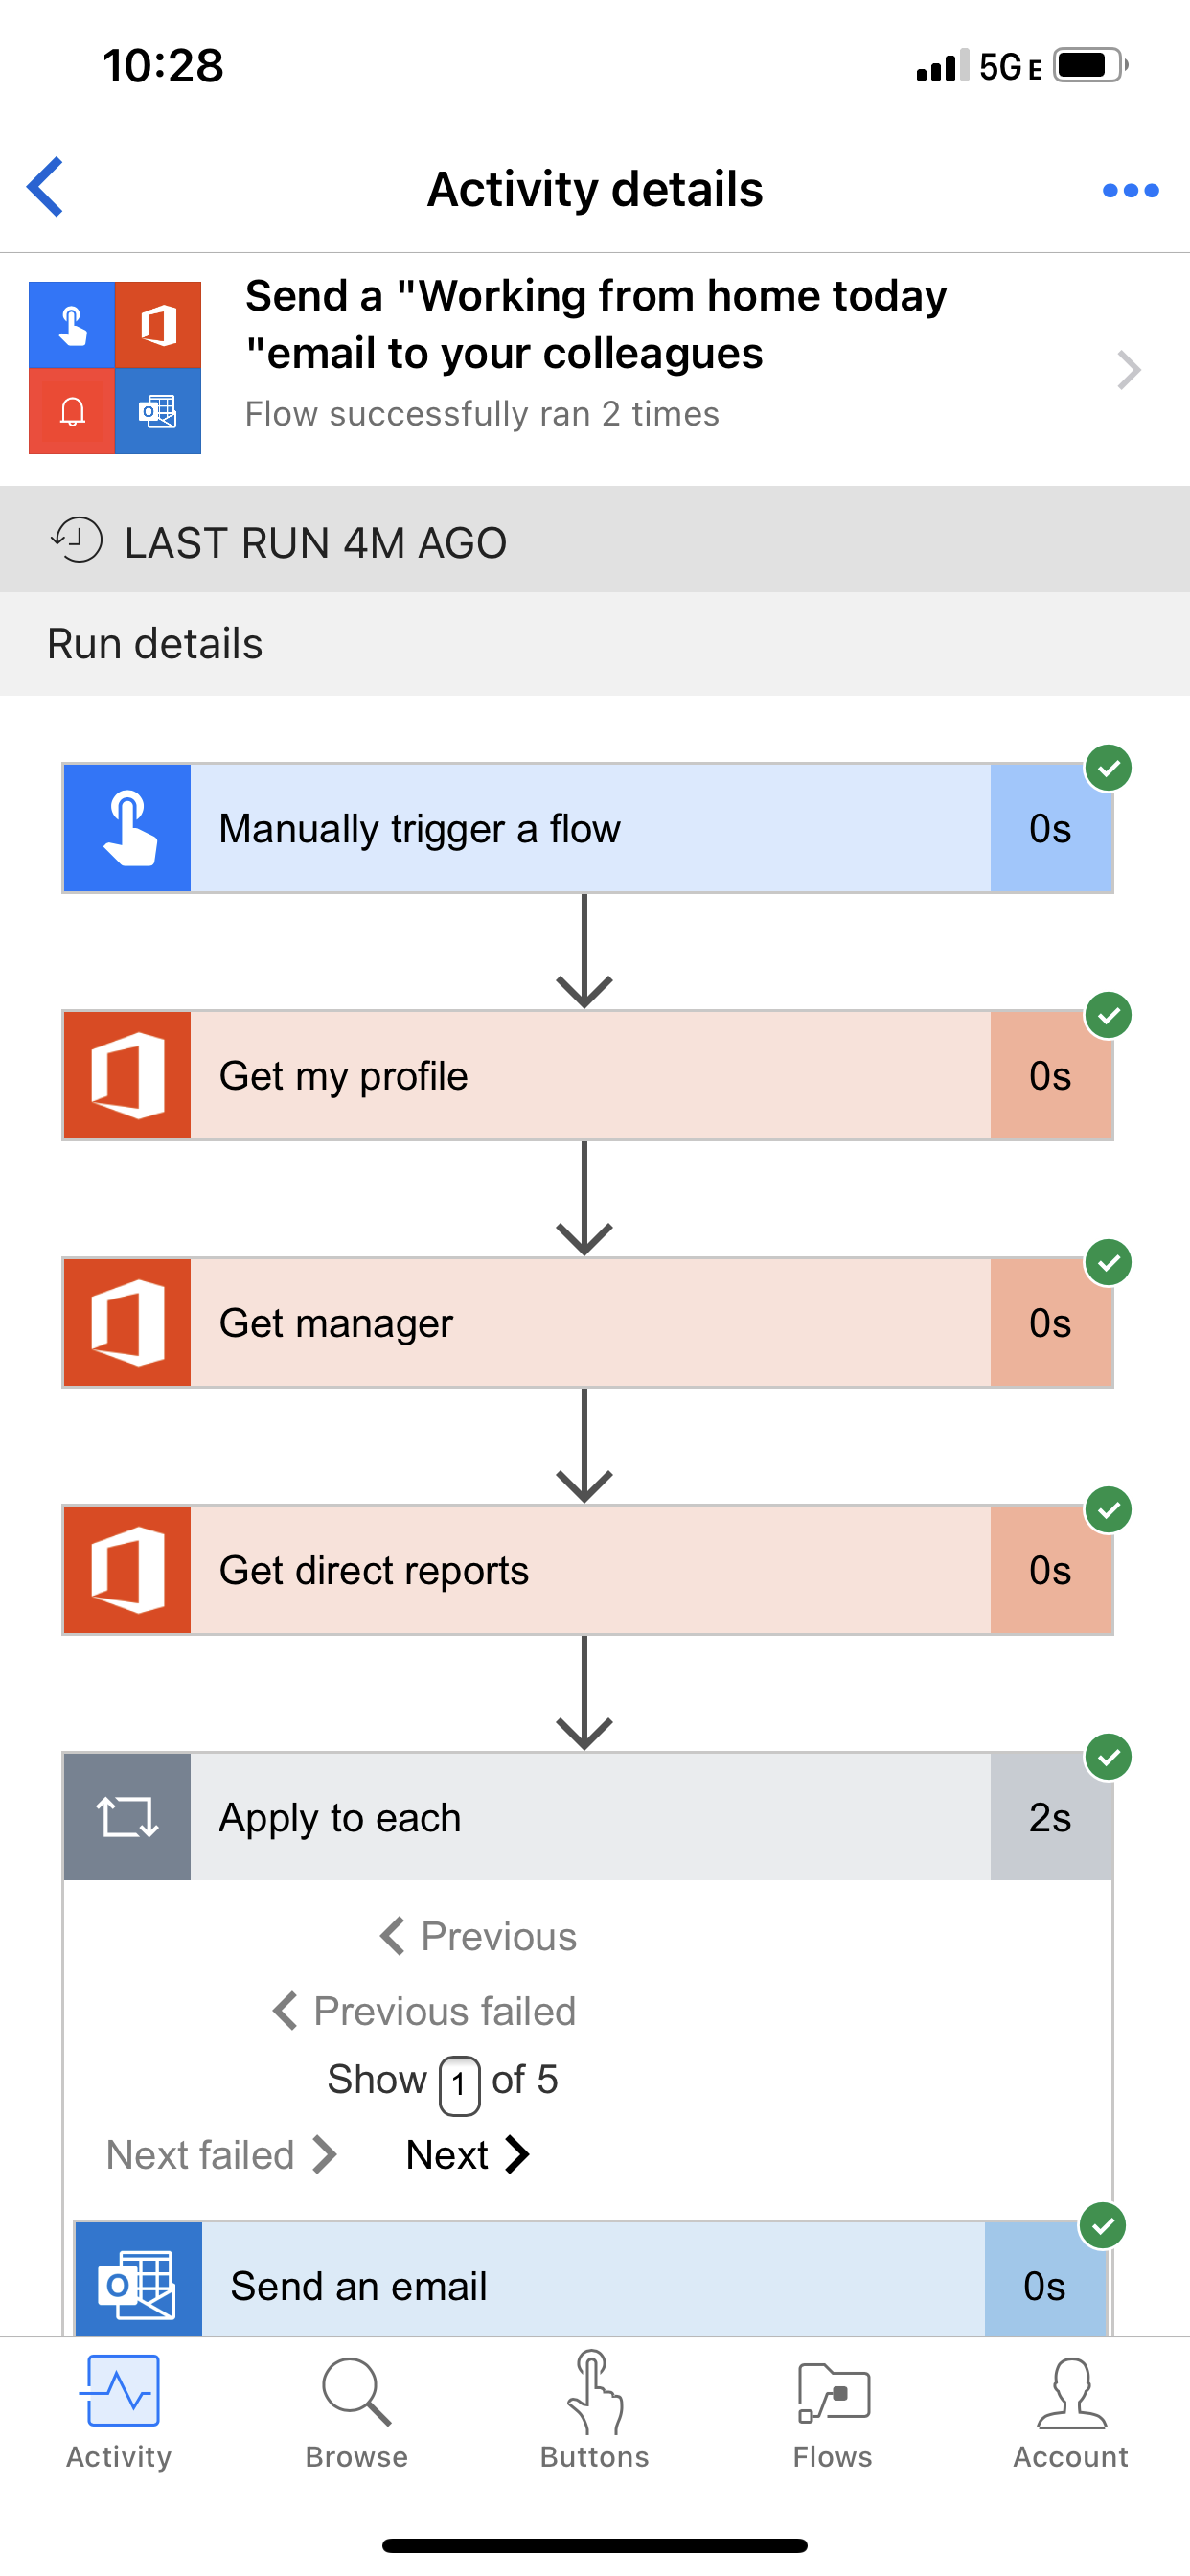 10:28
5G E
Activity details
Send a "Working from home today
"email to your colleagues
Flow successfully ran 2 times
LAST RUN 4M AGO
Run details
Manually trigger a flow 0s
Get my profile 0s
Get manager 0s
Get direct reports 0s
Apply to each 2s
Previous
Previous failed
Show 1 of 5
Next failed Next
Send an email 0s
Activity Browse Buttons Flows Account